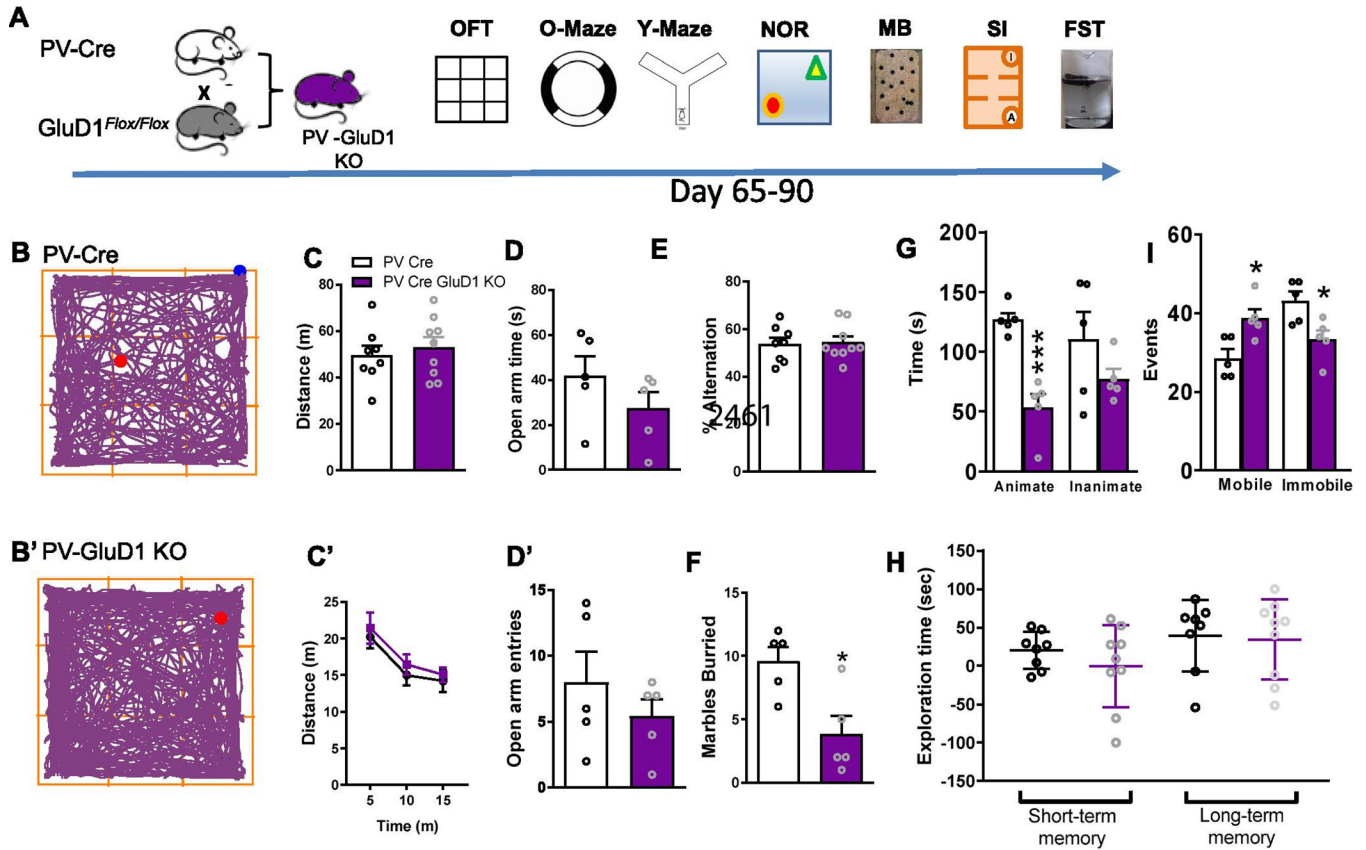 A
PV-Cre
X
GluD1Flox/Flox
PV -GluD1
KO
OFT
O-Maze
Y-Maze
NOR
MB
SI
FST
I
A
Day 65-90
B
PV-Cre
C
PV Cre
PV Cre GluD1 KO
Distance (m)
80
60
40
20
0
D
Open arm time (s)
80
60
40
20
0
E
% Alternation
2461
80
60
40
20
0
G
Time (s)
200
150
100
50
0
***
Animate
Inanimate
I
Events
60
40
20
0
*
*
Mobile
Immobile
B'
PV-GluD1 KO
C'
Distance (m)
25
20
15
10
5
0
5
10
15
Time (m)
D'
Open arm entries
15
10
5
0
F
Marbles Burried
15
10
5
0
*
H
Exploration time (sec)
150
100
50
0
-50
-100
-150
Short-term
memory
Long-term
memory